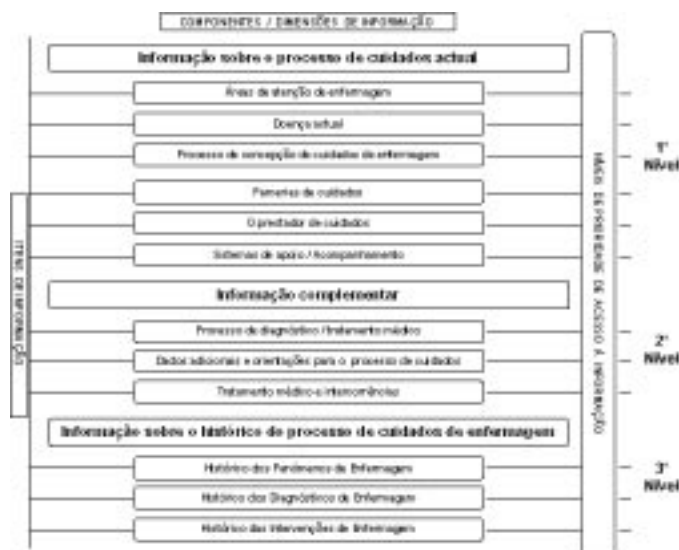 COMPONENTES / DIMENSÕES DE INFORMAÇÃO
Informação sobre o processo de cuidados actual
Áreas de atenção de enfermagem
Doença actual
Processo de concepção de cuidados de enfermagem
Parcerias de cuidados
O prestador de cuidados
Sistemas de apoio / Acompanhamento
Informação complementar
Processo de diagnóstico / tratamento médico
Dados adicionais e orientações para o processo de cuidados
Tratamento médico e Intercorrências
Informação sobre o histórico do processo de cuidados de enfermagem
Histórico dos Fenómenos de Enfermagem
Histórico dos Diagnósticos de Enfermagem
Histórico das Intervenções de Enfermagem
ITENS DE INFORMAÇÃO
NÍVEIS DE PRIORIDADE DE ACESSO À INFORMAÇÃO
1º
Nível
2º
Nível
3º
Nível